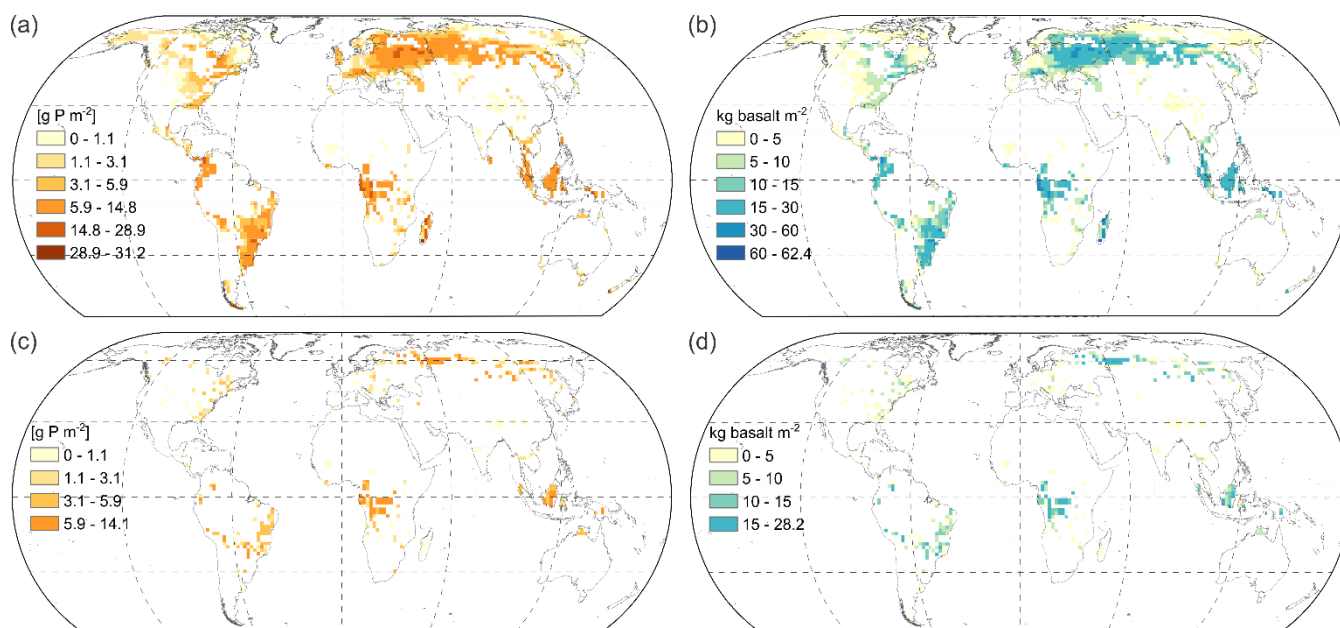 (a)
[g P m⁻²]
0 - 1.1
1.1 - 3.1
3.1 - 5.9
5.9 - 14.8
14.8 - 28.9
28.9 - 31.2
(b)
kg basalt m⁻²
0 - 5
5 - 10
10 - 15
15 - 30
30 - 60
60 - 62.4
(c)
[g P m⁻²]
0 - 1.1
1.1 - 3.1
3.1 - 5.9
5.9 - 14.1
(d)
kg basalt m⁻²
0 - 5
5 - 10
10 - 15
15 - 28.2